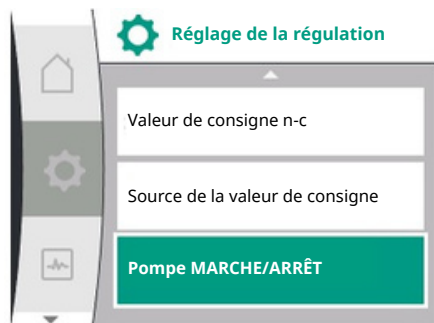 Réglage de la régulation
Valeur de consigne n-c
Source de la valeur de consigne
Pompe MARCHE/ARRÊT